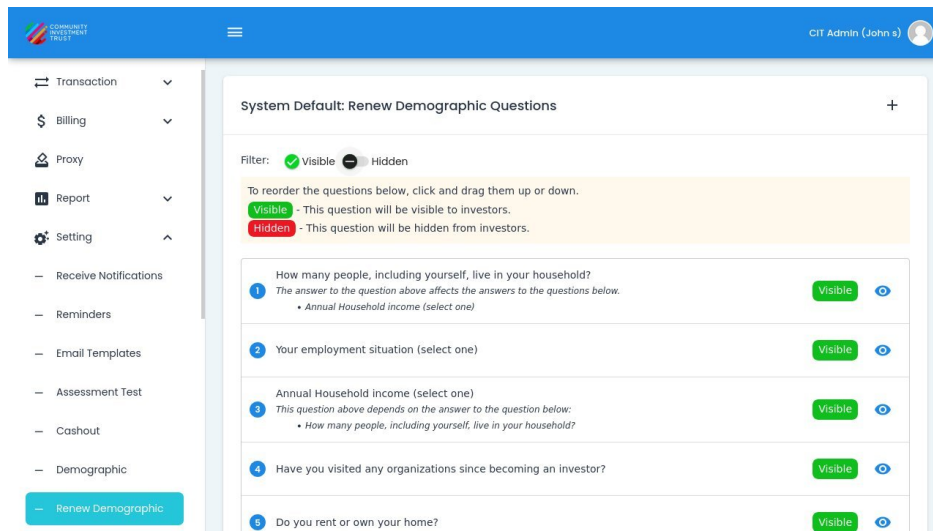 COMMUNITY
INVESTMENT
TRUST
CIT Admin (John s)
Transaction
Billing
Proxy
Report
Setting
Receive Notifications
Reminders
Email Templates
Assessment Test
Cashout
Demographic
Renew Demographic
System Default: Renew Demographic Questions
Filter: Visible Hidden
To reorder the questions below, click and drag them up or down.
Visible - This question will be visible to investors.
Hidden - This question will be hidden from investors.
How many people, including yourself, live in your household?
1 The answer to the question above affects the answers to the questions below. Visible
• Annual Household income (select one)
2 Your employment situation (select one) Visible
Annual Household income (select one)
3 This question above depends on the answer to the question below: Visible
• How many people, including yourself, live in your household?
4 Have you visited any organizations since becoming an investor? Visible
5 Do you rent or own your home? Visible